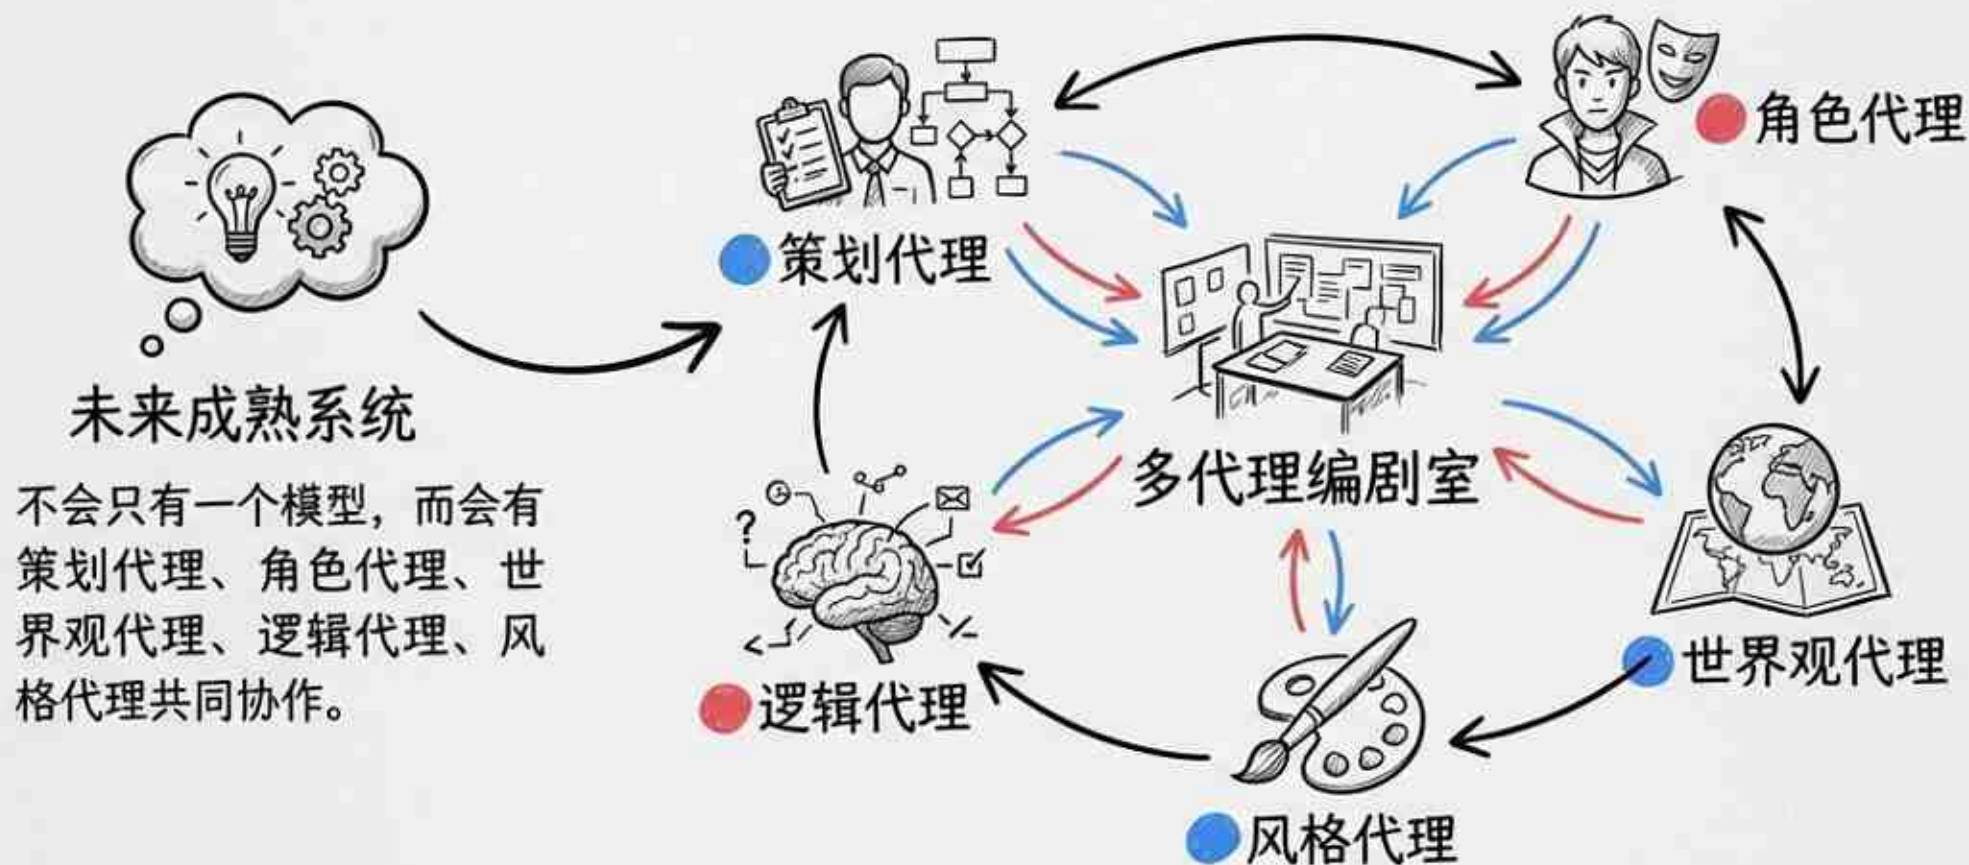 未来成熟系统
不会只有一个模型，而会有
策划代理、角色代理、世
界观代理、逻辑代理、风
格代理共同协作。
策划代理
角色代理
多代理编剧室
世界观代理
逻辑代理
风格代理
?